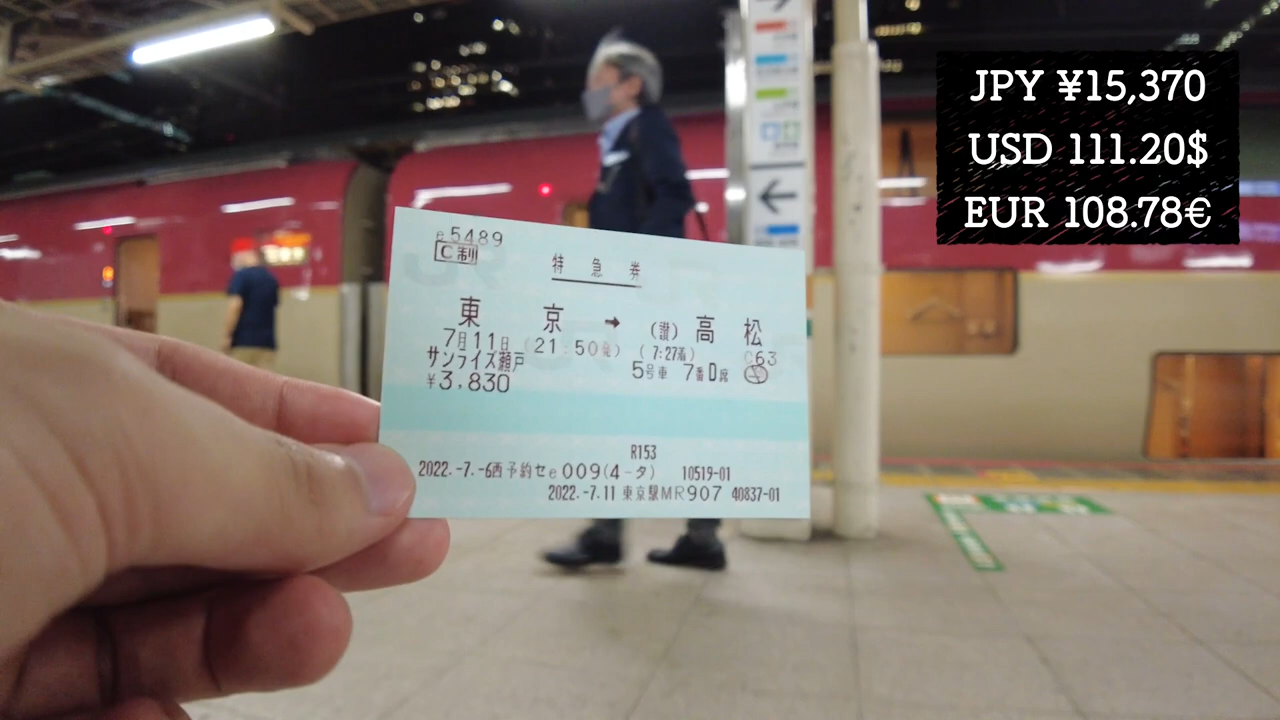 JPY ¥15,370
USD 111.20$
EUR 108.78€
e5489
C制
特 急 券
東 京 → (讃) 高 松
7月11日 (21:50発) (7:27着) C63
サンライズ瀬戸 5号車 7番D席
¥3,830
R153
2022.-7.-6西予約セe009(4-タ) 10519-01
2022.-7.11 東京駅MR907 40837-01